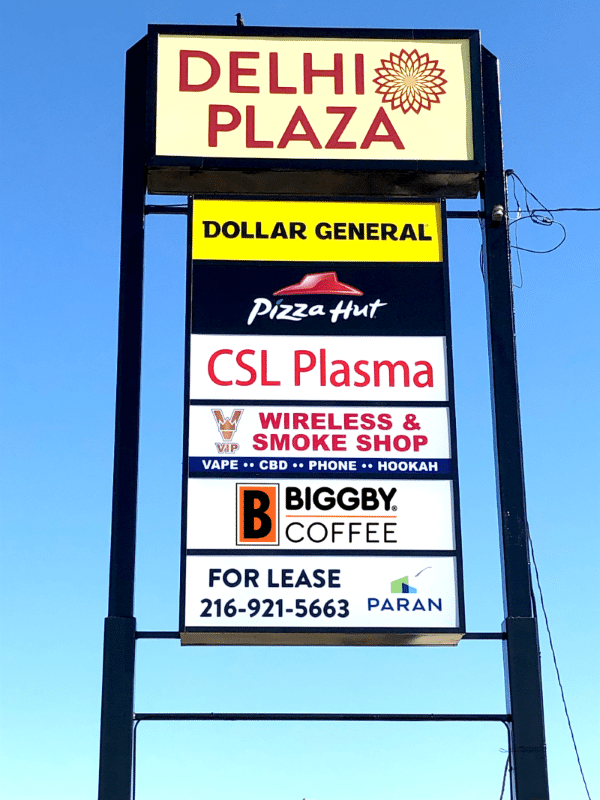 DELHI
PLAZA
DOLLAR GENERAL
Pizza Hut
CSL Plasma
VIP
WIRELESS &
SMOKE SHOP
VAPE •• CBD •• PHONE •• HOOKAH
B BIGGBY®
COFFEE
FOR LEASE
216-921-5663 PARAN